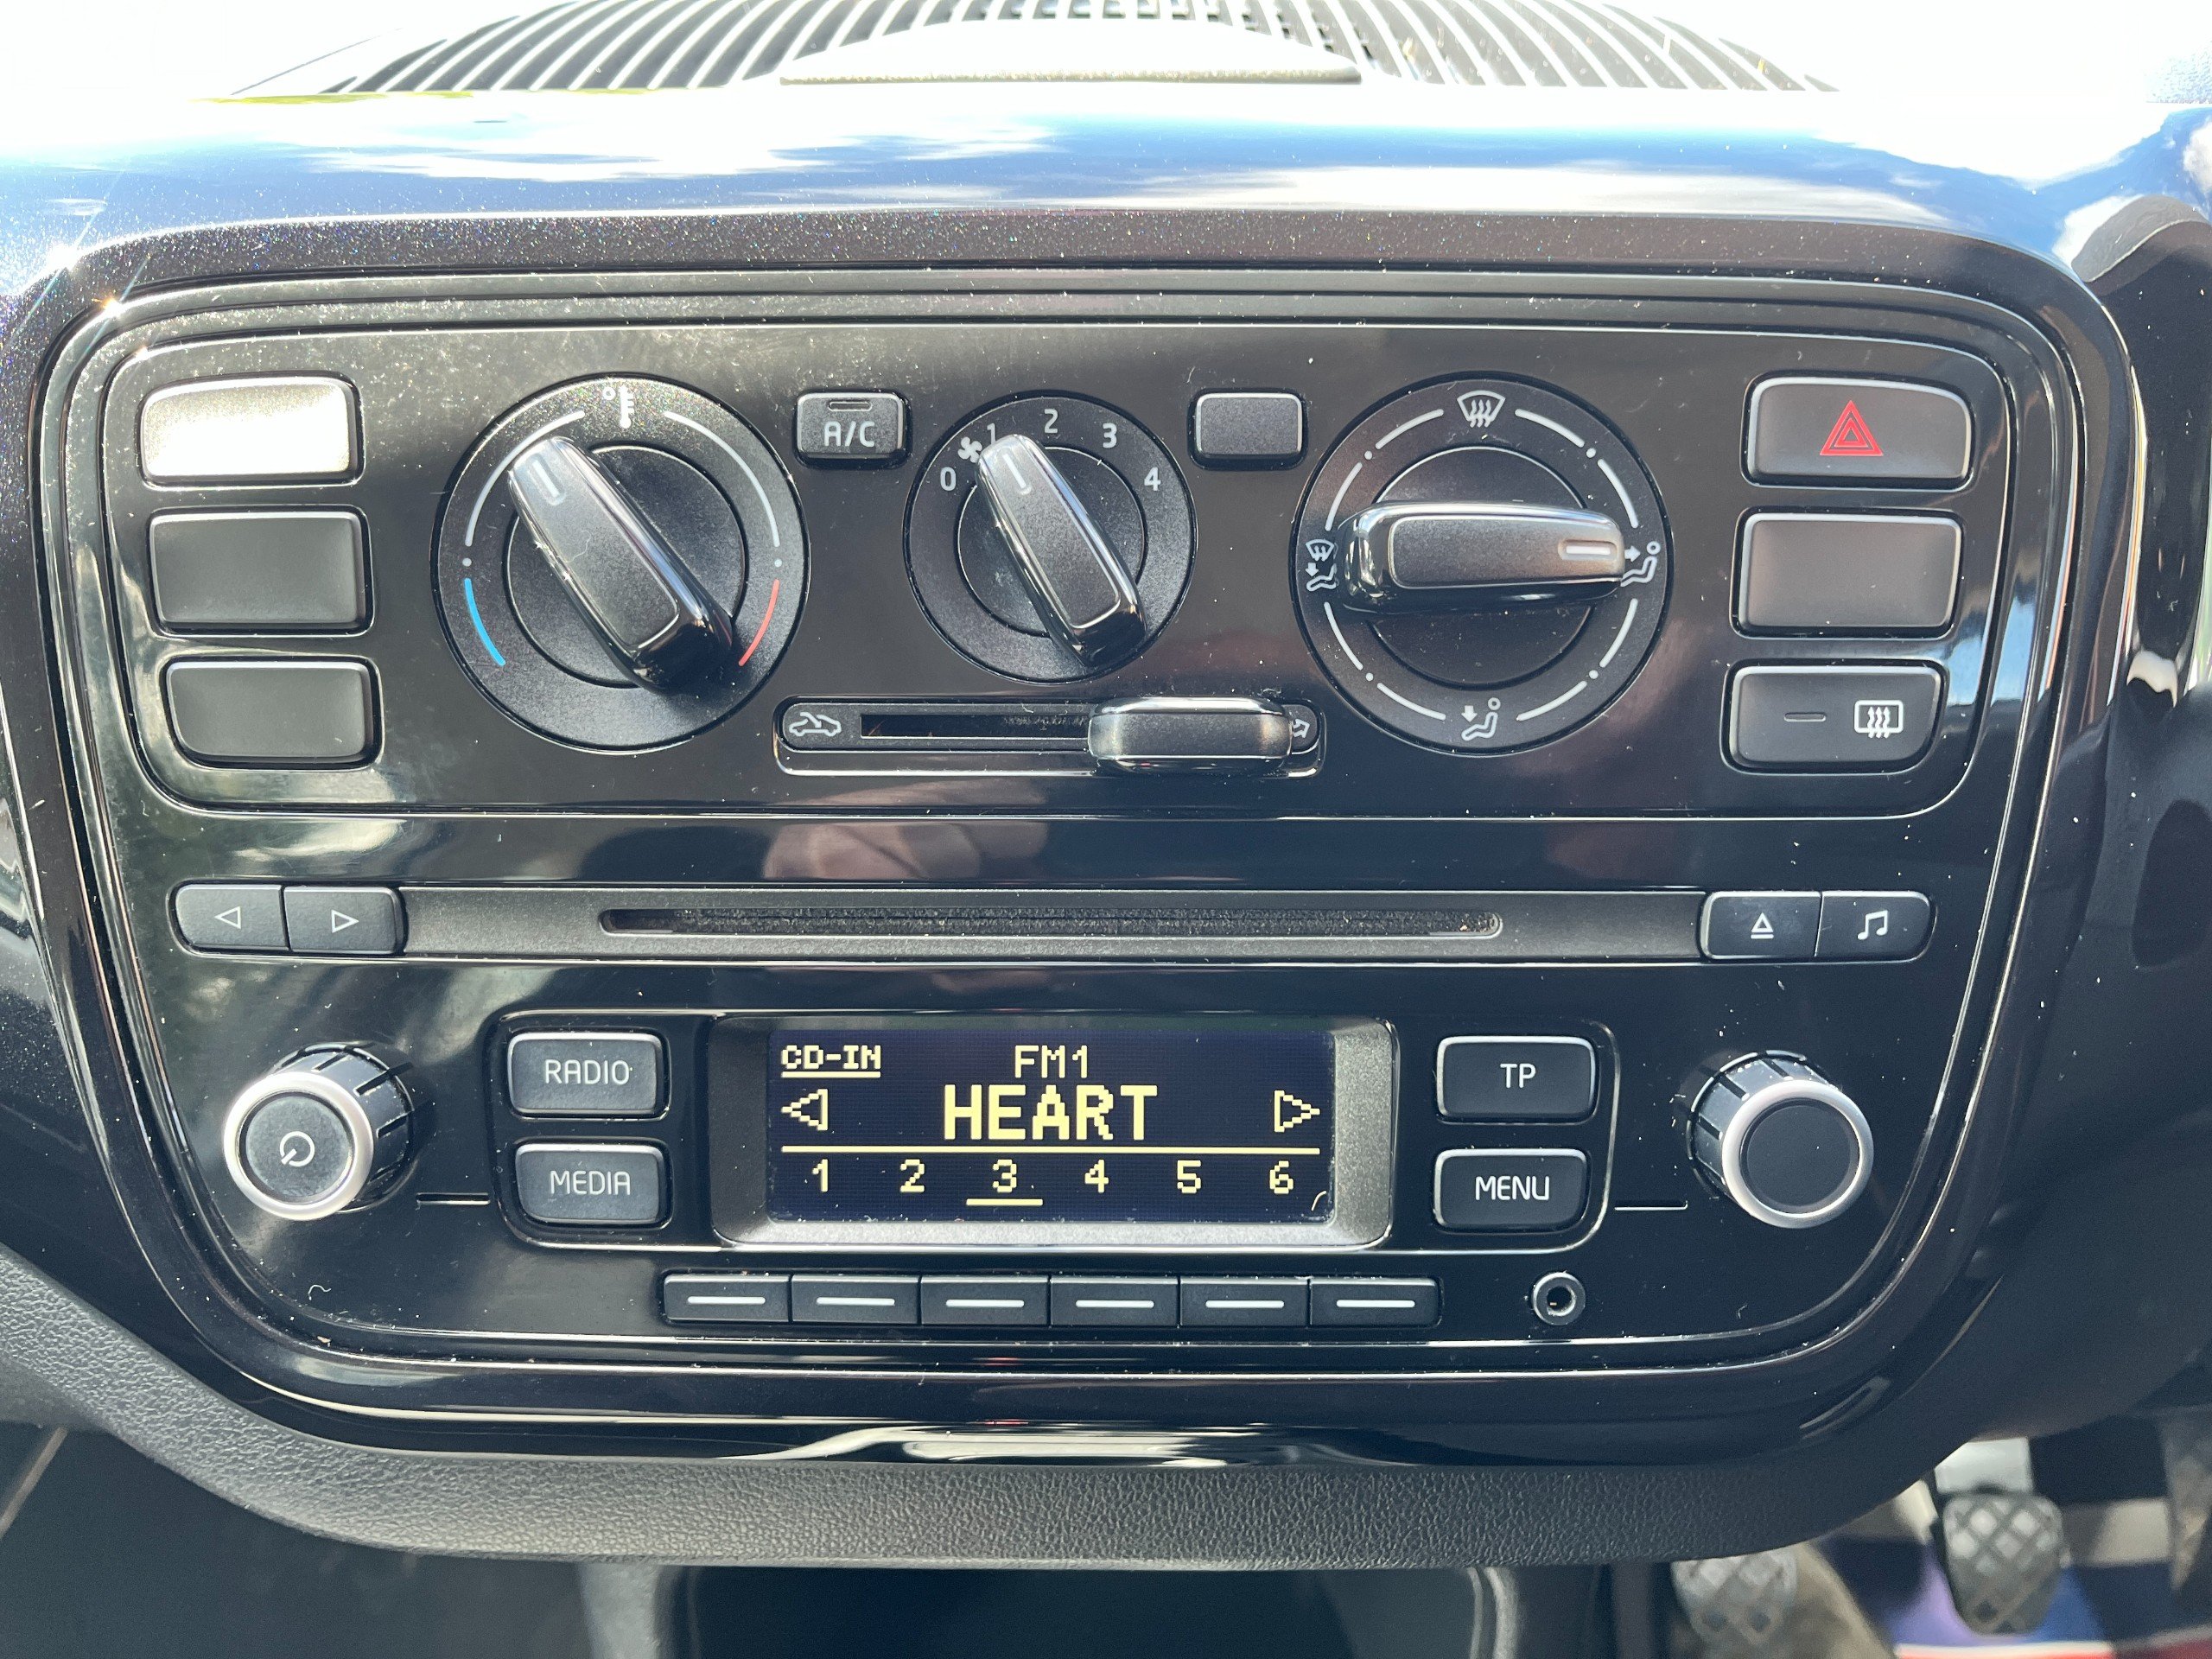 A/C
0 1 2 3 4
CD-IN FM1
HEART
1 2 3 4 5 6
RADIO
MEDIA
TP
MENU